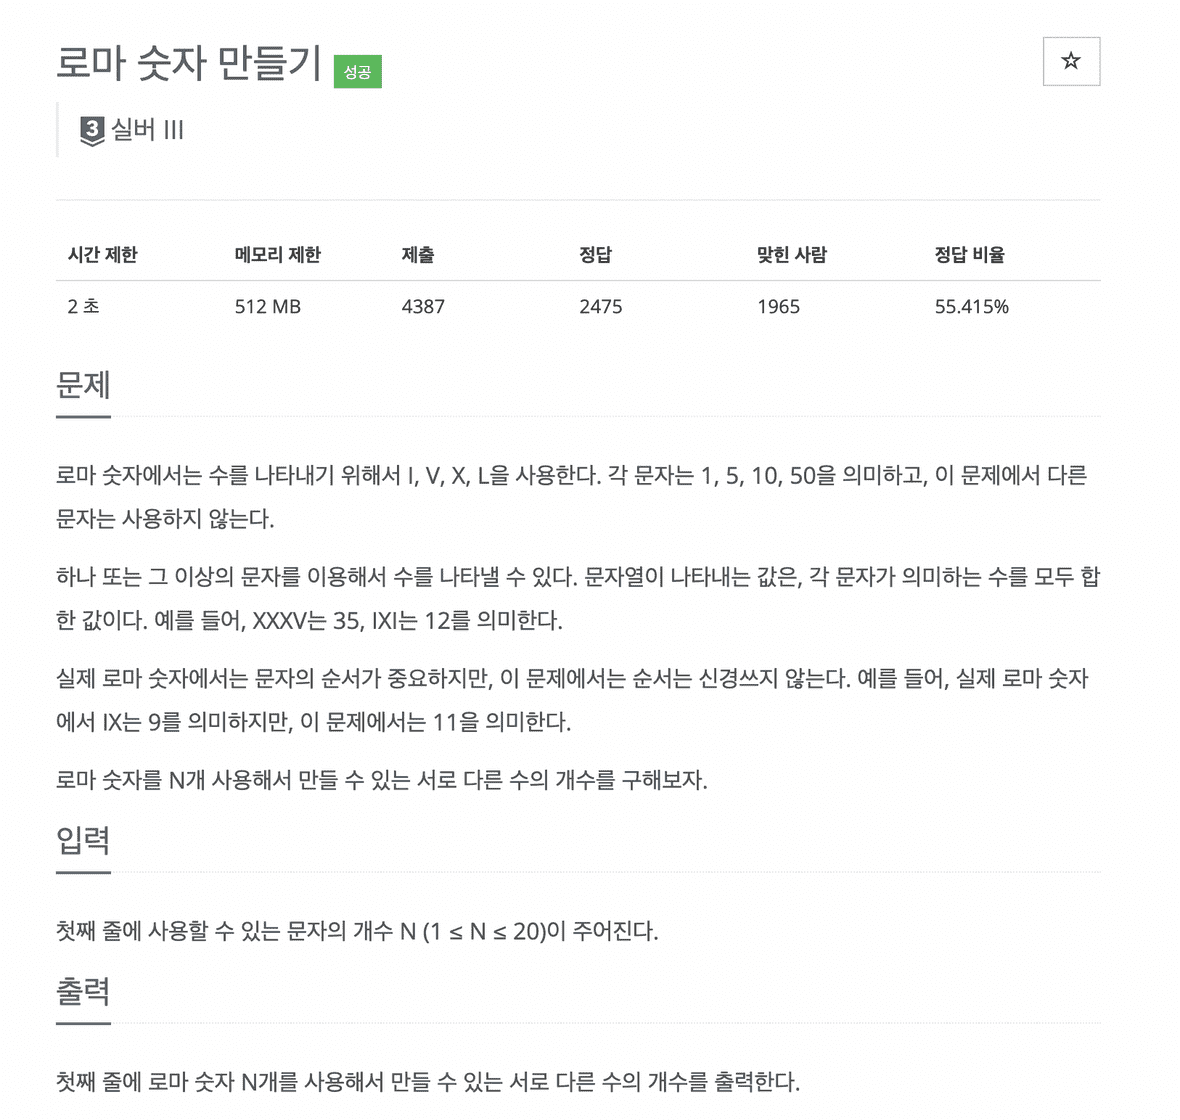 로마 숫자 만들기 성공
3 실버 III
시간 제한 메모리 제한 제출 정답 맞힌 사람 정답 비율
2 초 512 MB 4387 2475 1965 55.415%
문제
로마 숫자에서는 수를 나타내기 위해서 I, V, X, L을 사용한다. 각 문자는 1, 5, 10, 50을 의미하고, 이 문제에서 다른
문자는 사용하지 않는다.
하나 또는 그 이상의 문자를 이용해서 수를 나타낼 수 있다. 문자열이 나타내는 값은, 각 문자가 의미하는 수를 모두 합
한 값이다. 예를 들어, XXXV는 35, IXI는 12를 의미한다.
실제 로마 숫자에서는 문자의 순서가 중요하지만, 이 문제에서는 순서는 신경쓰지 않는다. 예를 들어, 실제 로마 숫자
에서 IX는 9를 의미하지만, 이 문제에서는 11을 의미한다.
로마 숫자를 N개 사용해서 만들 수 있는 서로 다른 수의 개수를 구해보자.
입력
첫째 줄에 사용할 수 있는 문자의 개수 N (1 ≤ N ≤ 20)이 주어진다.
출력
첫째 줄에 로마 숫자 N개를 사용해서 만들 수 있는 서로 다른 수의 개수를 출력한다.